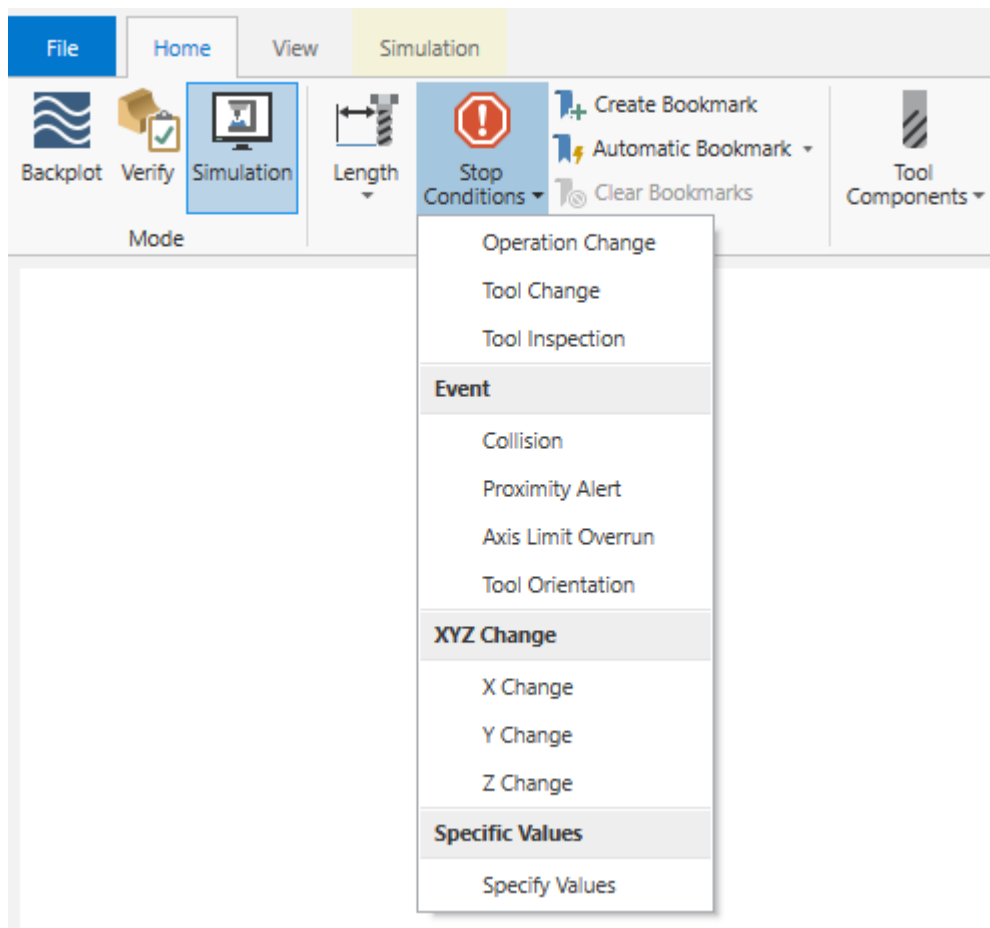 File Home View Simulation
Create Bookmark
Automatic Bookmark
Backplot Verify Simulation Length Stop Conditions Clear Bookmarks Tool Components
Mode
Operation Change
Tool Change
Tool Inspection
Event
Collision
Proximity Alert
Axis Limit Overrun
Tool Orientation
XYZ Change
X Change
Y Change
Z Change
Specific Values
Specify Values